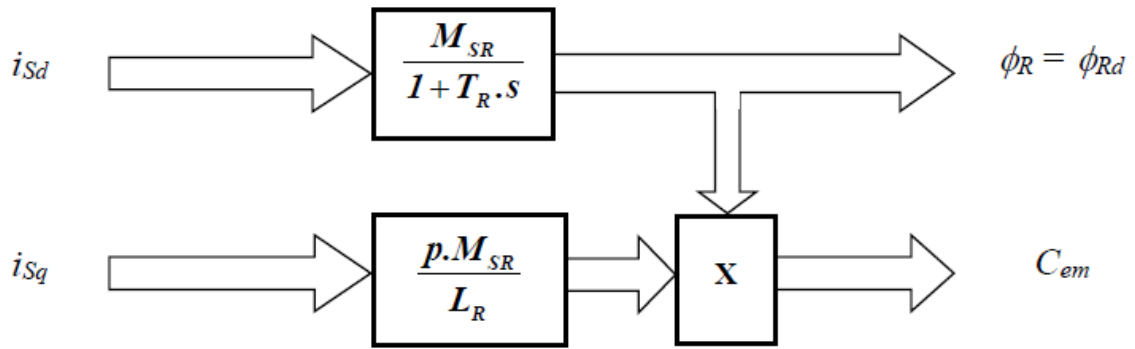 i_Sd
M_SR
1 + T_R . s
ϕ_R = ϕ_Rd
i_Sq
p.M_SR
L_R
X
C_em